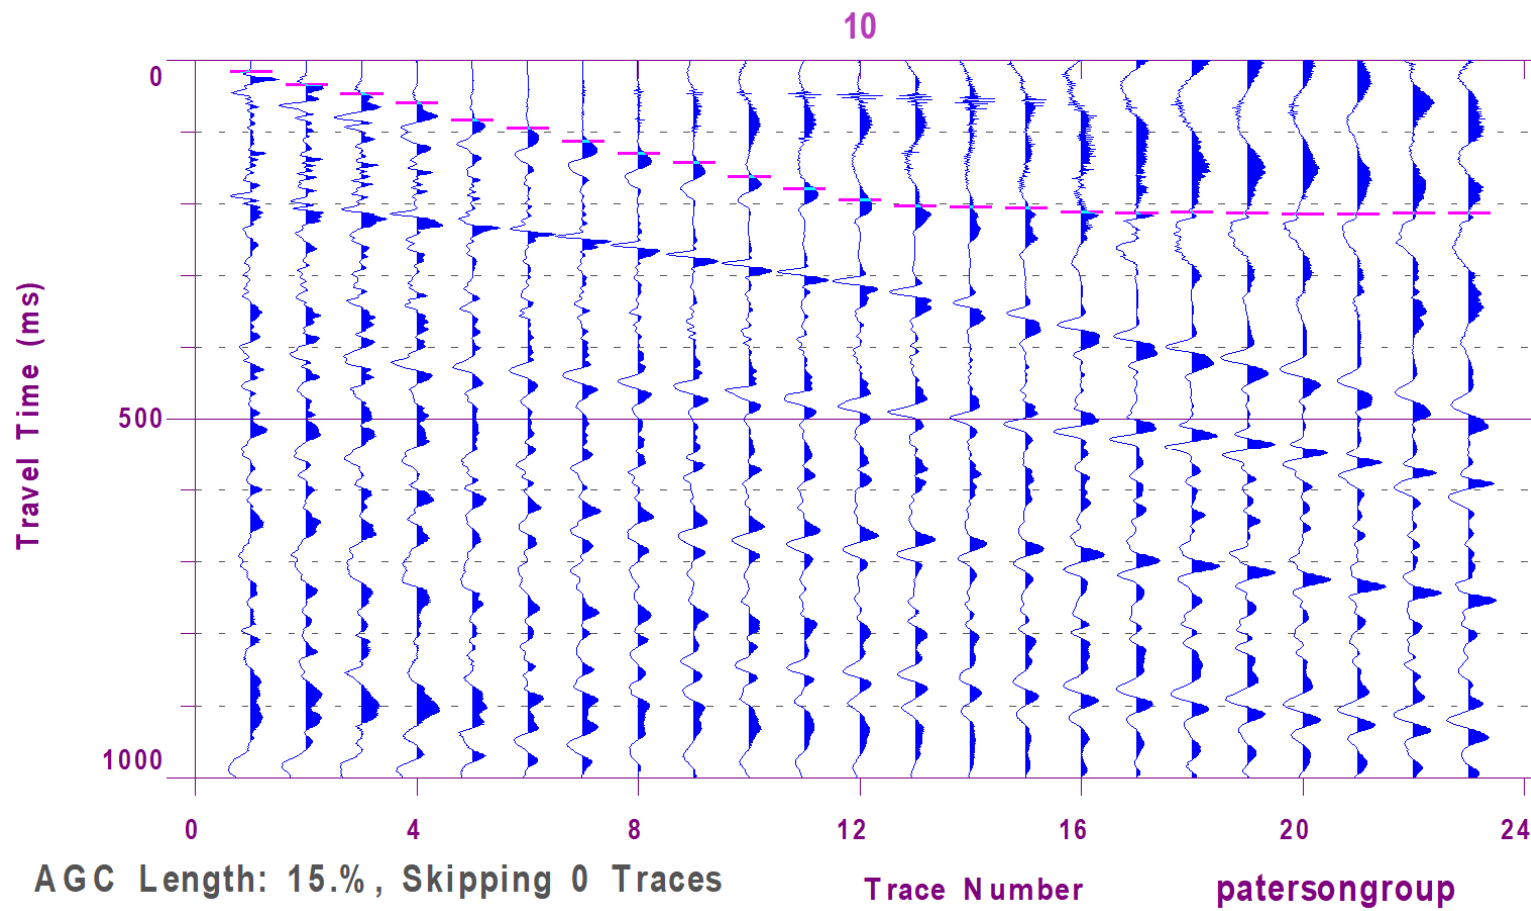 10
0
500
1000
Travel Time (ms)
0 4 8 12 16 20 24
AGC Length: 15.%, Skipping 0 Traces
Trace Number
patersongroup